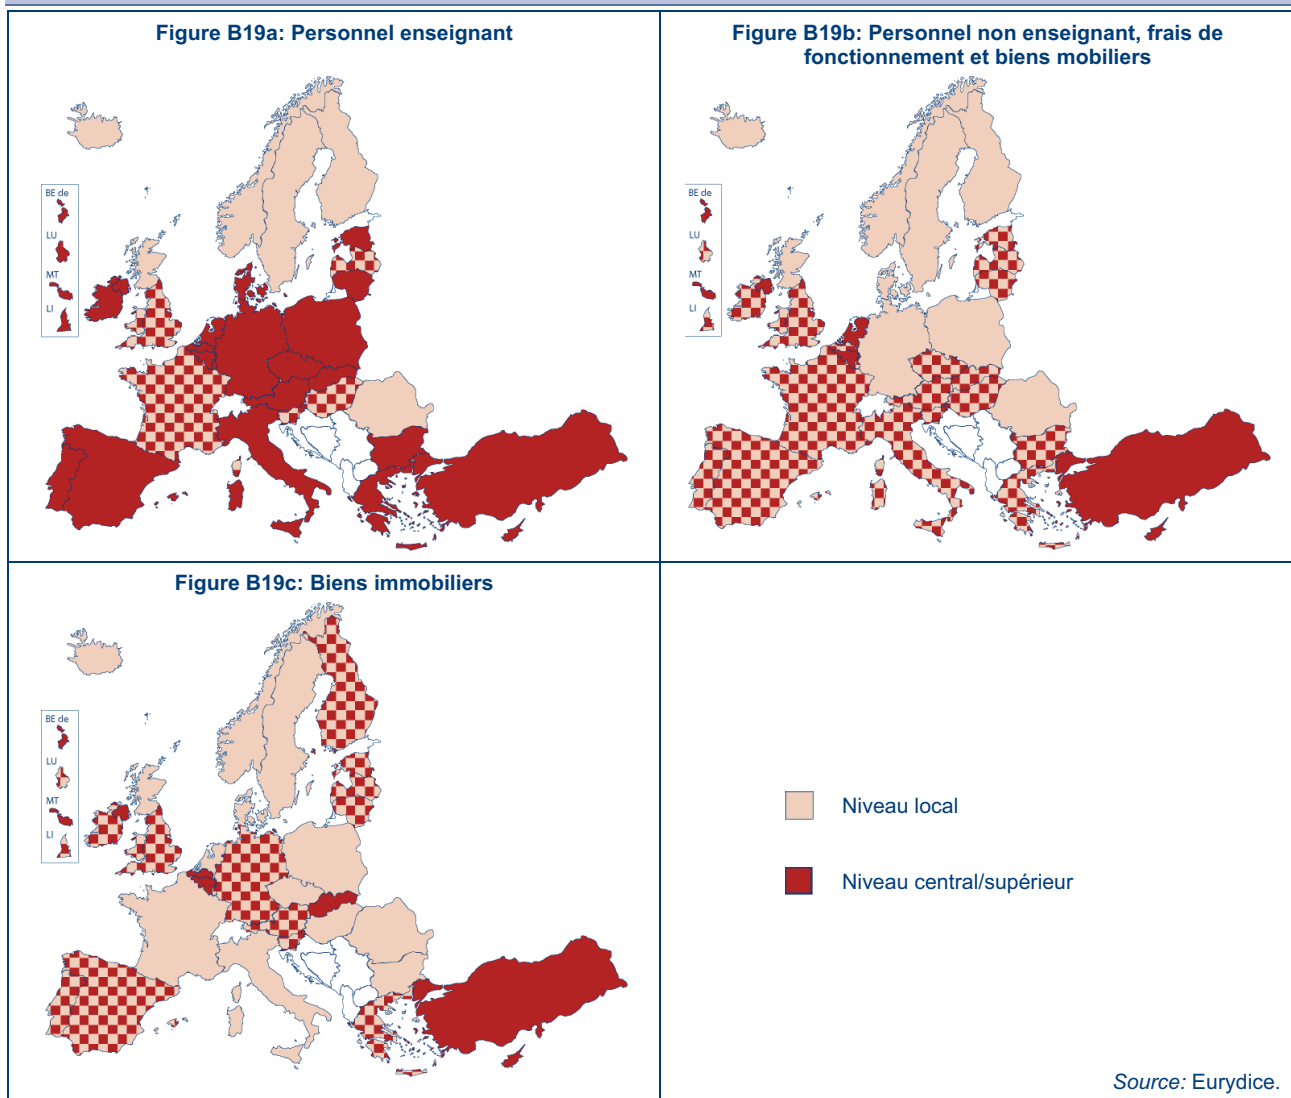 Figure B19a: Personnel enseignant
BE de
LU
MT
LI
Figure B19b: Personnel non enseignant, frais de
fonctionnement et biens mobiliers
BE de
LU
MT
LI
Figure B19c: Biens immobiliers
BE de
LU
MT
LI
Niveau local
Niveau central/supérieur
Source: Eurydice.